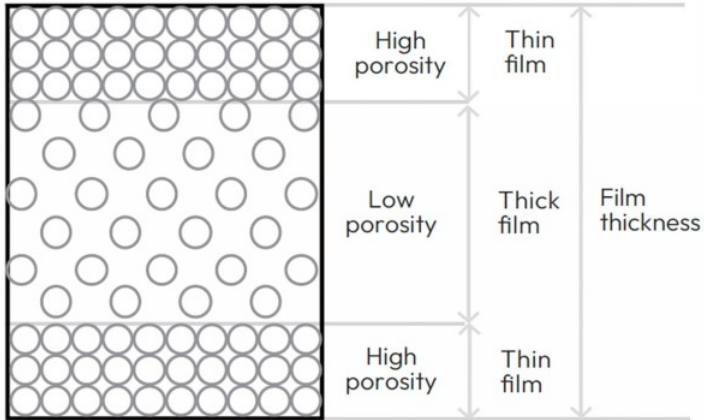 High
porosity
Thin
film
Low
porosity
Thick
film
Film
thickness
High
porosity
Thin
film